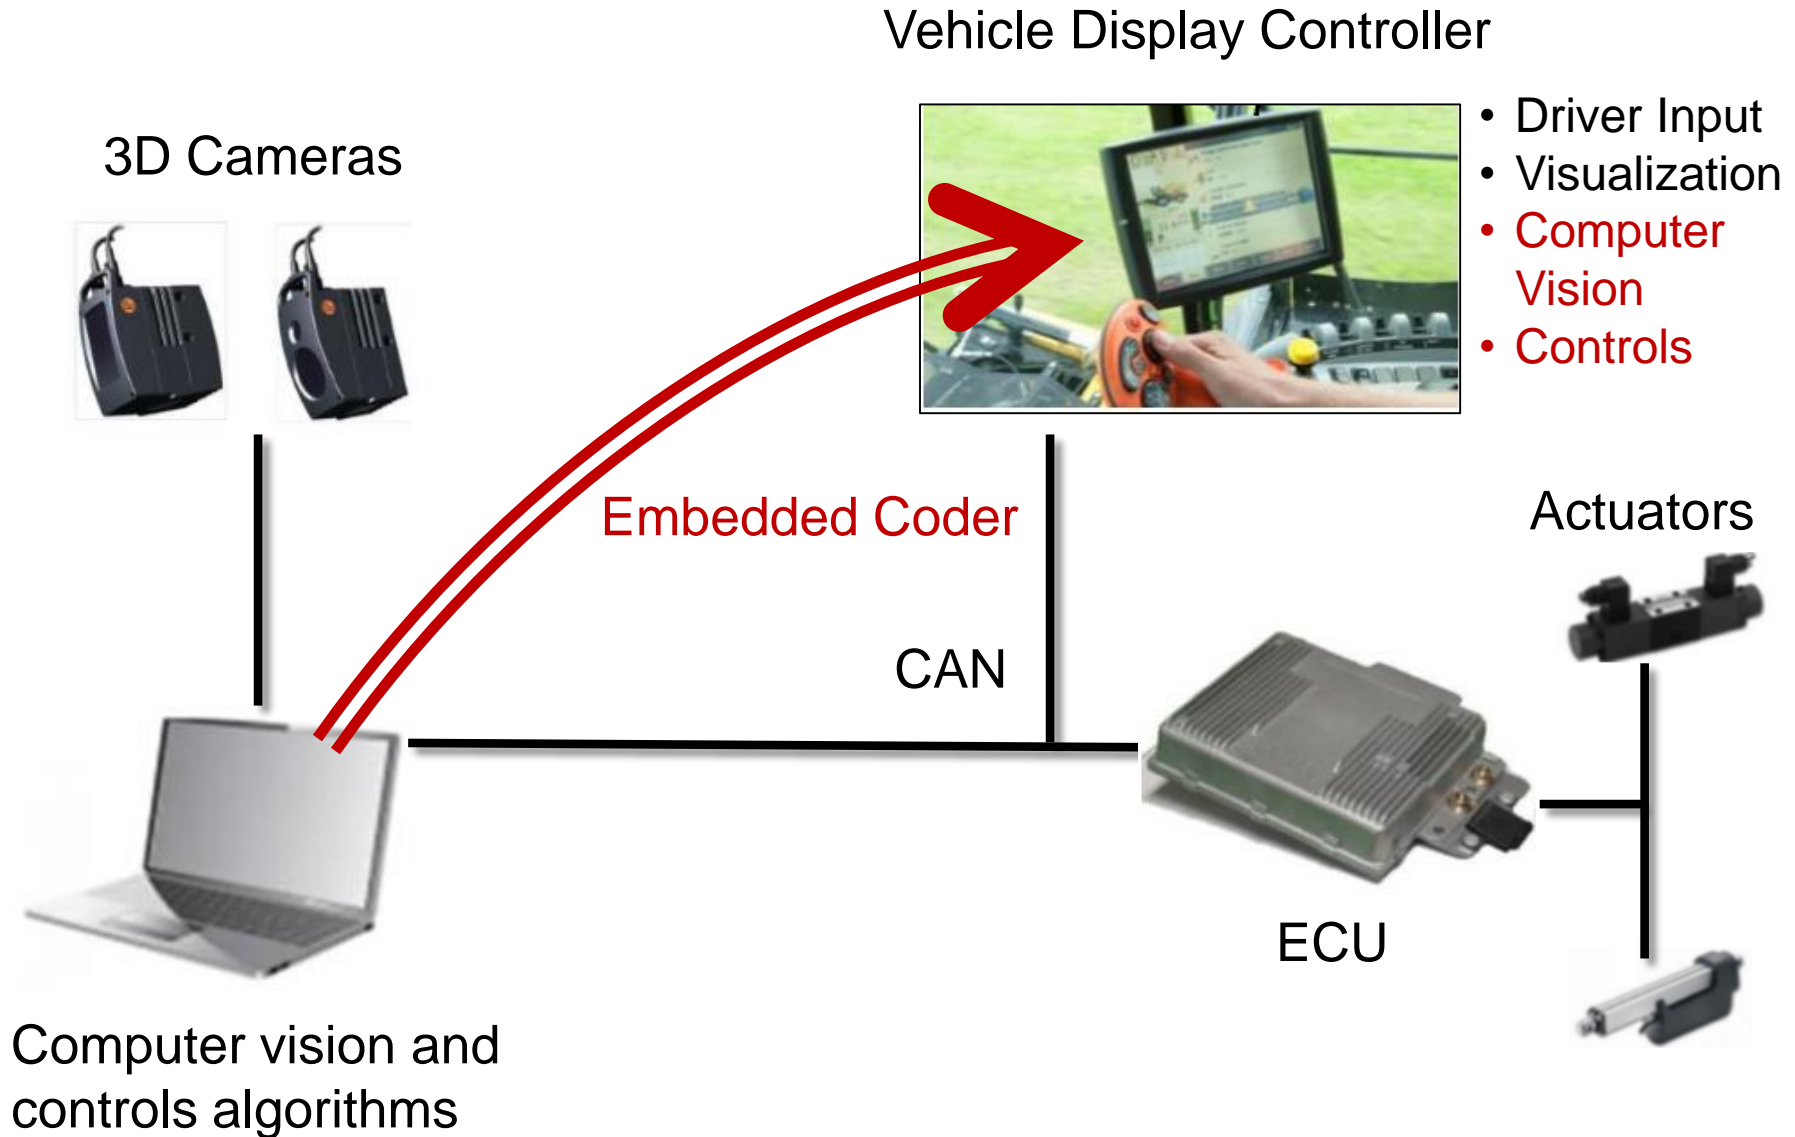 Vehicle Display Controller
3D Cameras
• Driver Input
• Visualization
• Computer
Vision
• Controls
Embedded Coder
Actuators
CAN
ECU
Computer vision and
controls algorithms